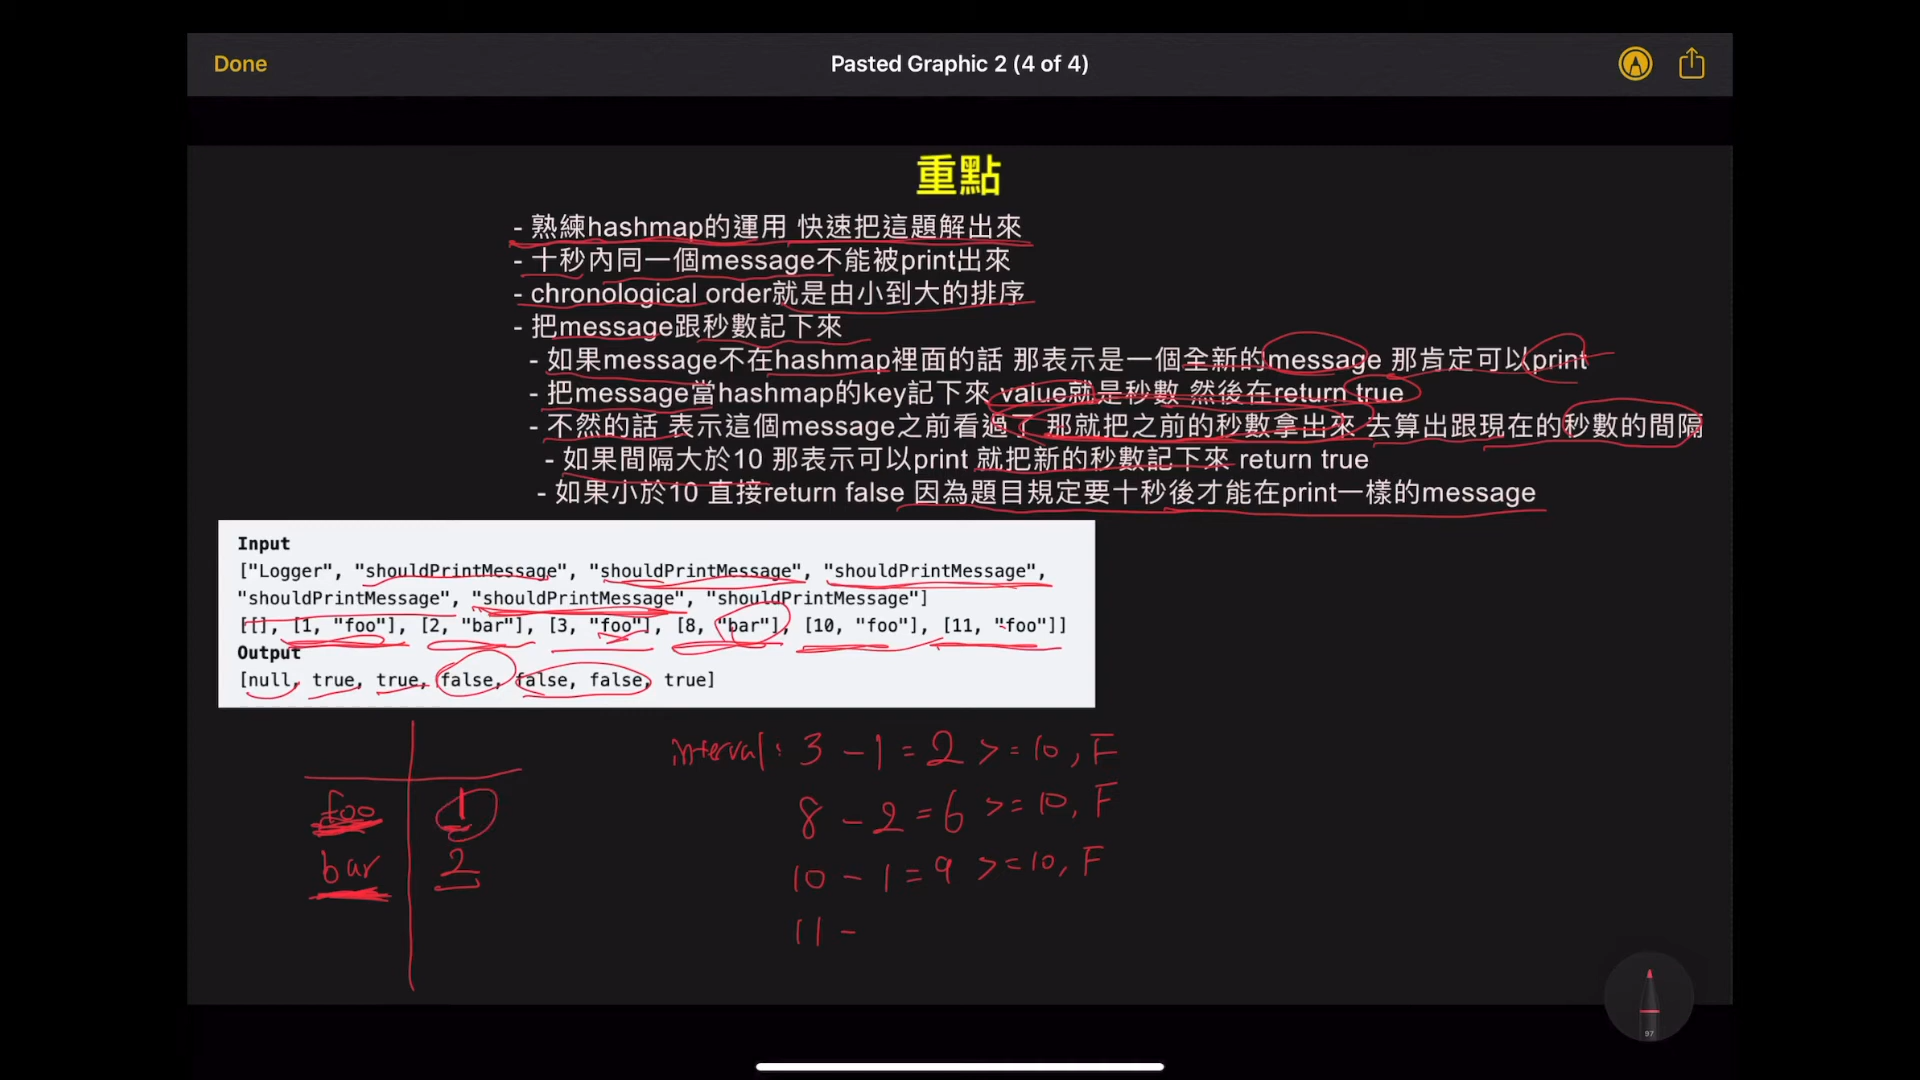 Done
Pasted Graphic 2 (4 of 4)
重點
- 熟練hashmap的運用 快速把這題解出來
- 十秒內同一個message不能被print出來
- chronological order就是由小到大的排序
- 把message跟秒數記下來
- 如果message不在hashmap裡面的話 那表示是一個全新的message 那肯定可以print
- 把message當hashmap的key記下來 value就是秒數 然後在return true
- 不然的話 表示這個message之前看過了 那就把之前的秒數拿出來 去算出跟現在的秒數的間隔
- 如果間隔大於10 那表示可以print 就把新的秒數記下來 return true
- 如果小於10 直接return false 因為題目規定要十秒後才能在print一樣的message
Input
["Logger", "shouldPrintMessage", "shouldPrintMessage", "shouldPrintMessage",
"shouldPrintMessage", "shouldPrintMessage", "shouldPrintMessage"]
[[], [1, "foo"], [2, "bar"], [3, "foo"], [8, "bar"], [10, "foo"], [11, "foo"]]
Output
[null, true, true, false, false, false, true]
interval: 3 - 1 = 2 >= 10, F
foo 1
8 - 2 = 6 >= 10, F
bar 2
10 - 1 = 9 >= 10, F
11 -
97